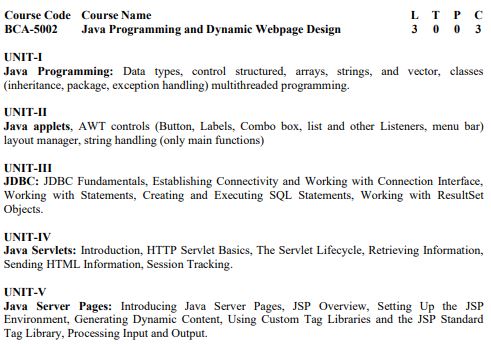 Course Code Course Name L T P C
BCA-5002 Java Programming and Dynamic Webpage Design 3 0 0 3
UNIT-I
Java Programming: Data types, control structured, arrays, strings, and vector, classes
(inheritance, package, exception handling) multithreaded programming.
UNIT-II
Java applets, AWT controls (Button, Labels, Combo box, list and other Listeners, menu bar)
layout manager, string handling (only main functions)
UNIT-III
JDBC: JDBC Fundamentals, Establishing Connectivity and Working with Connection Interface,
Working with Statements, Creating and Executing SQL Statements, Working with ResultSet
Objects.
UNIT-IV
Java Servlets: Introduction, HTTP Servlet Basics, The Servlet Lifecycle, Retrieving Information,
Sending HTML Information, Session Tracking.
UNIT-V
Java Server Pages: Introducing Java Server Pages, JSP Overview, Setting Up the JSP
Environment, Generating Dynamic Content, Using Custom Tag Libraries and the JSP Standard
Tag Library, Processing Input and Output.